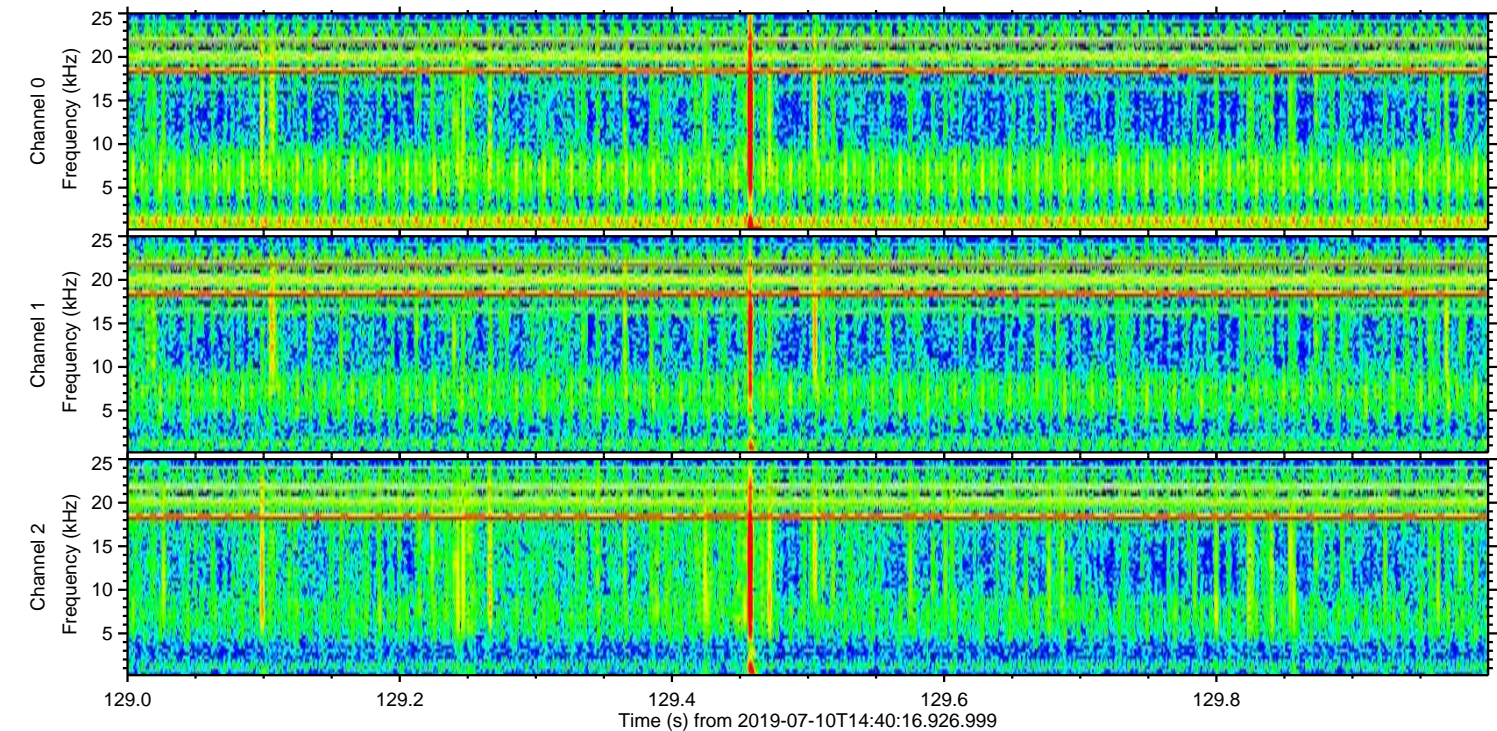 25
20
15
10
5
Channel 0
Frequency (kHz)
25
20
15
10
5
Channel 1
Frequency (kHz)
25
20
15
10
5
Channel 2
Frequency (kHz)
129.0 129.2 129.4 129.6 129.8
Time (s) from 2019-07-10T14:40:16.926.999